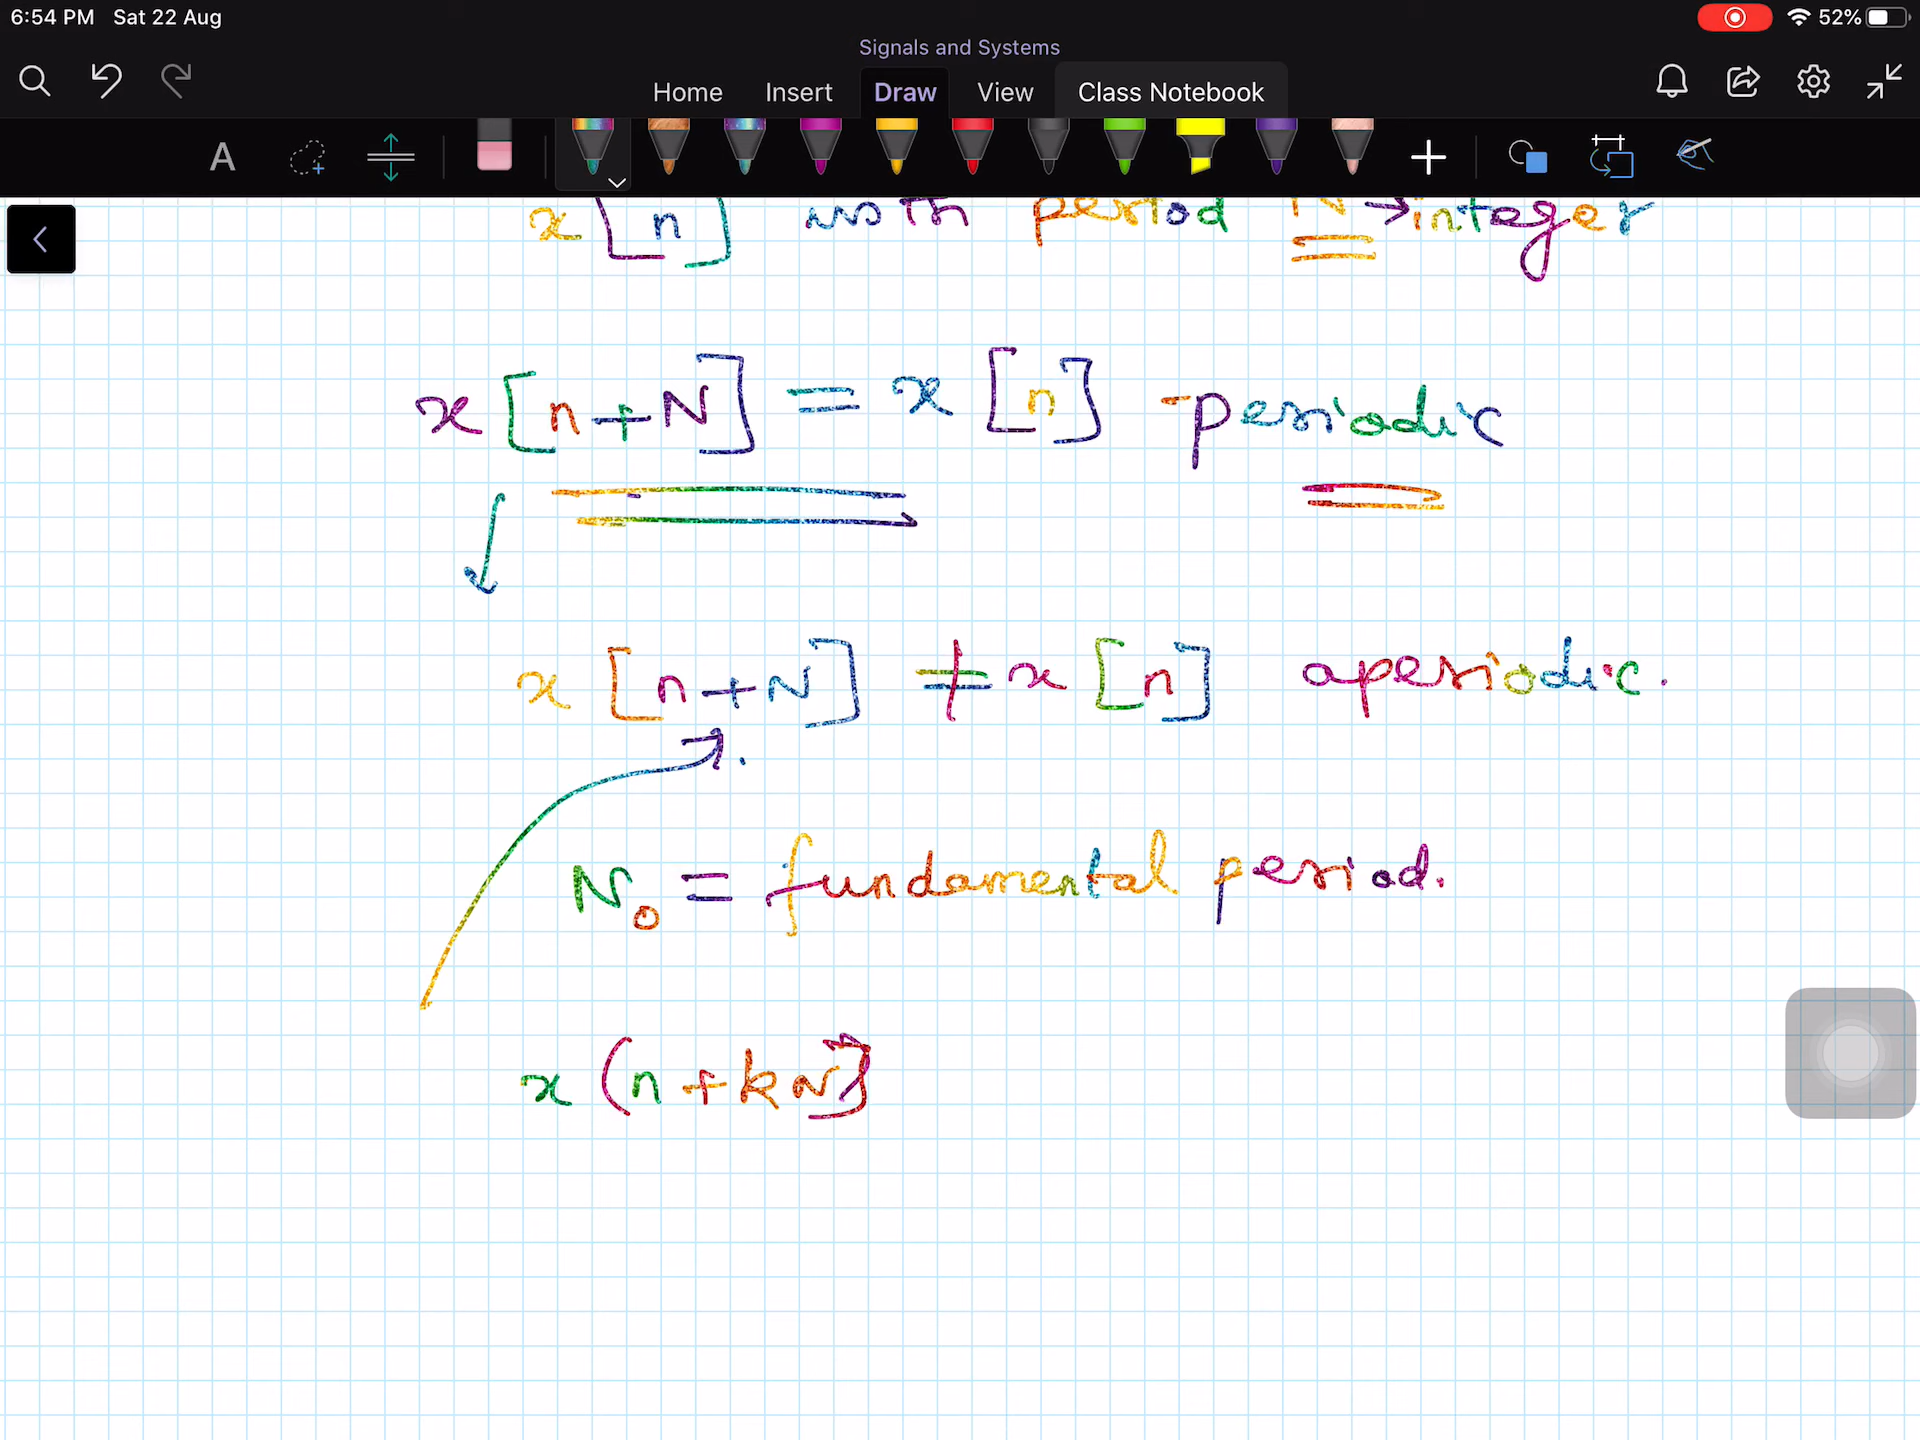 6:54 PM Sat 22 Aug 52%
Signals and Systems
Home Insert Draw View Class Notebook
A
x[n] with period N → integer
x[n+N] = x[n] - periodic
x[n+N] ≠ x[n] aperiodic.
N₀ = fundamental period.
x(n+kN]